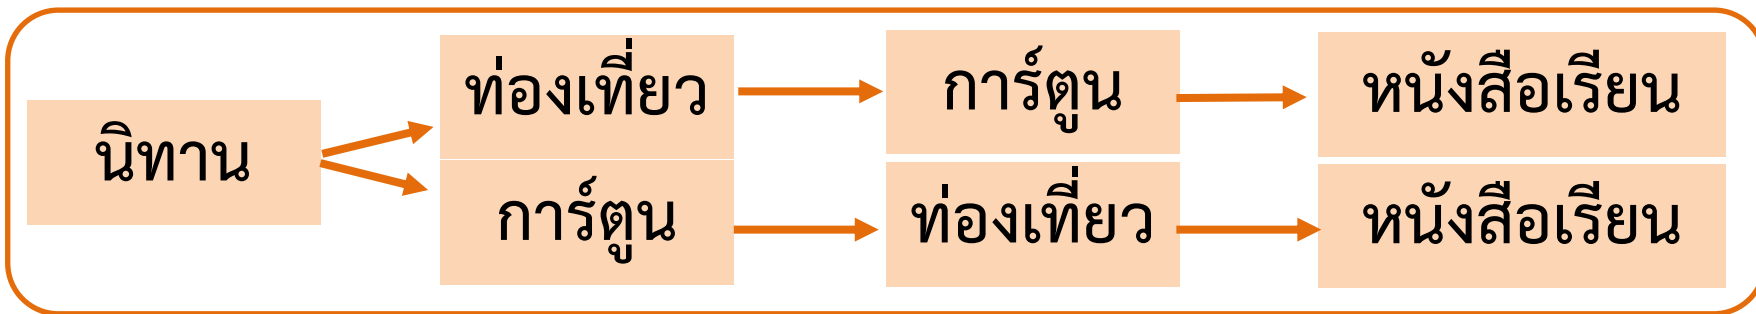 นิทาน
ท่องเที่ยว
การ์ตูน
หนังสือเรียน
การ์ตูน
ท่องเที่ยว
หนังสือเรียน